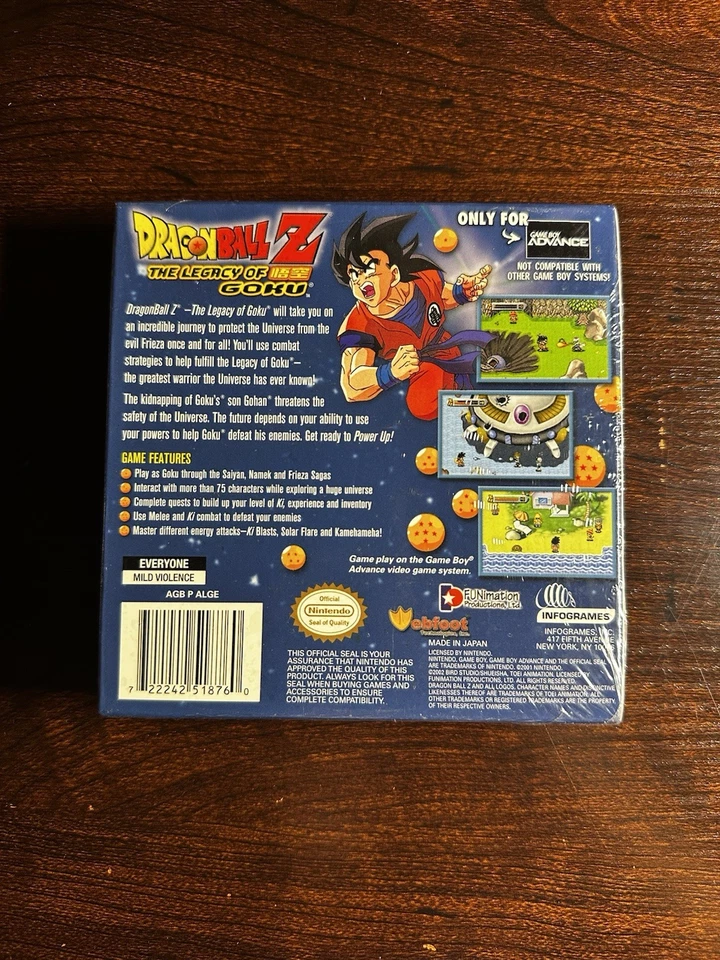 DRAGONBALL Z
THE LEGACY OF 悟空
GOKU®
DragonBall Z® –The Legacy of Goku® will take you on
an incredible journey to protect the Universe from the
evil Frieza once and for all! You'll use combat
strategies to help fulfill the Legacy of Goku®–
the greatest warrior the Universe has ever known!
The kidnapping of Goku's® son Gohan® threatens the
safety of the Universe. The future depends on your ability to use
your powers to help Goku® defeat his enemies. Get ready to Power Up!
GAME FEATURES
Play as Goku through the Saiyan, Namek and Frieza Sagas
Interact with more than 75 characters while exploring a huge universe
Complete quests to build up your level of Ki, experience and inventory
Use Melee and Ki combat to defeat your enemies
Master different energy attacks–Ki Blasts, Solar Flare and Kamehameha!
ONLY FOR
GAME BOY
ADVANCE
NOT COMPATIBLE WITH
OTHER GAME BOY SYSTEMS!
悟
Game play on the Game Boy®
Advance video game system.
EVERYONE
MILD VIOLENCE
AGB P ALGE
7 22242 51876 0
Official
Nintendo
Seal of Quality
THIS OFFICIAL SEAL IS YOUR
ASSURANCE THAT NINTENDO HAS
APPROVED THE QUALITY OF THIS
PRODUCT. ALWAYS LOOK FOR THIS
SEAL WHEN BUYING GAMES AND
ACCESSORIES TO ENSURE
COMPLETE COMPATIBILITY.
Webfoot
Technologies, Inc.
FUNimation
Productions, Ltd.
INFOGRAMES
MADE IN JAPAN
INFOGRAMES, INC.
417 FIFTH AVENUE
NEW YORK, NY
LICENSED BY NINTENDO.
NINTENDO, GAME BOY, GAME BOY ADVANCE AND THE OFFICIAL SEAL
ARE TRADEMARKS OF NINTENDO. ©2001 NINTENDO.
©2002 BIRD STUDIO/SHUEISHA, TOEI ANIMATION. LICENSED BY
FUNIMATION PRODUCTIONS, LTD. ALL RIGHTS RESERVED.
DRAGON BALL Z AND ALL LOGOS, CHARACTER NAMES AND DISTINCTIVE
LIKENESSES THEREOF ARE TRADEMARKS OF TOEI ANIMATION. ALL
OTHER TRADEMARKS OR REGISTERED TRADEMARKS ARE THE PROPERTY
OF THEIR RESPECTIVE OWNERS.